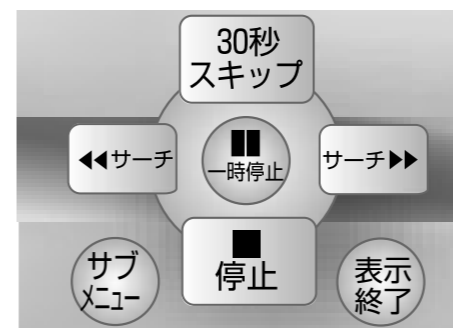 30秒
スキップ
◀◀サーチ
一時停止
サーチ▶▶
停止
サブ
メニュー
表示
終了